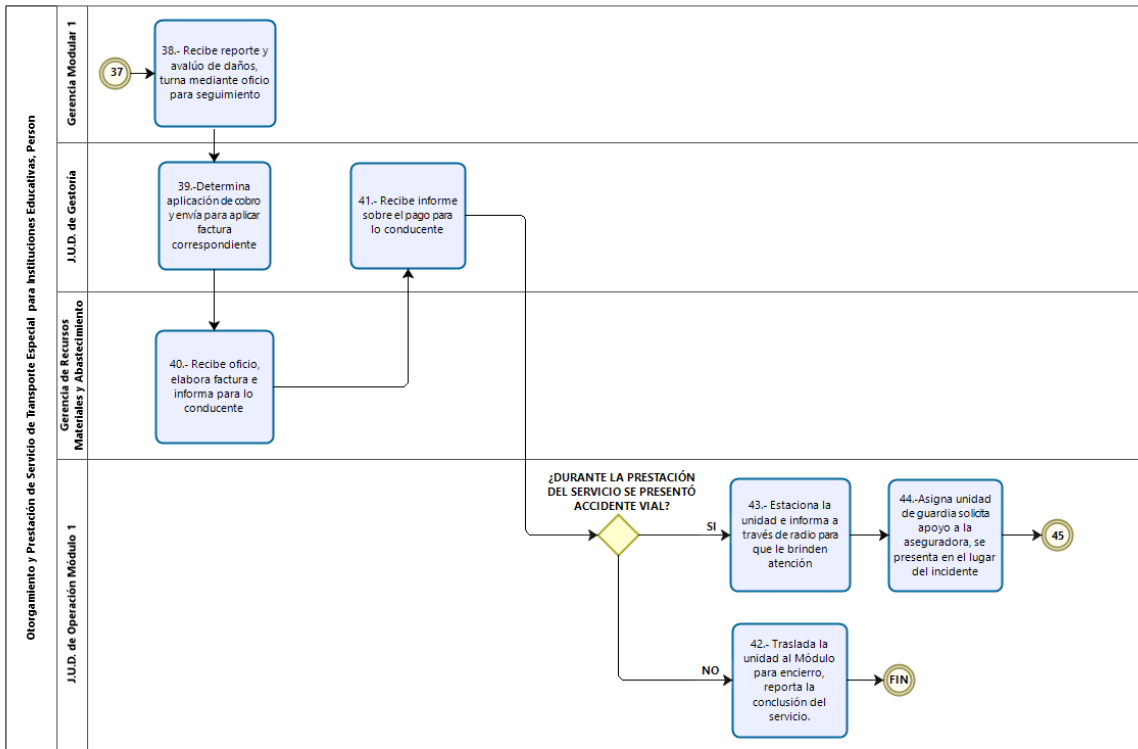 Otorgamiento y Prestación de Servicio de Transporte Especial para Instituciones Educativas, Person
Gerencia Modular 1
37
38.- Recibe reporte y
avalúo de daños,
turna mediante oficio
para seguimiento
J.U.D. de Gestoría
39.-Determina
aplicación de cobro
y envía para aplicar
factura
correspondiente
41.- Recibe informe
sobre el pago para
lo conducente
Gerencia de Recursos
Materiales y Abastecimiento
40.- Recibe oficio,
elabora factura e
informa para lo
conducente
J.U.D. de Operación Módulo 1
¿DURANTE LA PRESTACIÓN
DEL SERVICIO SE PRESENTÓ
ACCIDENTE VIAL?
SI
43.- Estaciona la
unidad e informa a
través de radio para
que le brinden
atención
44.-Asigna unidad
de guardia solicita
apoyo a la
aseguradora, se
presenta en el lugar
del incidente
45
NO
42.- Traslada la
unidad al Módulo
para encierro,
reporta la
conclusión del
servicio.
FIN